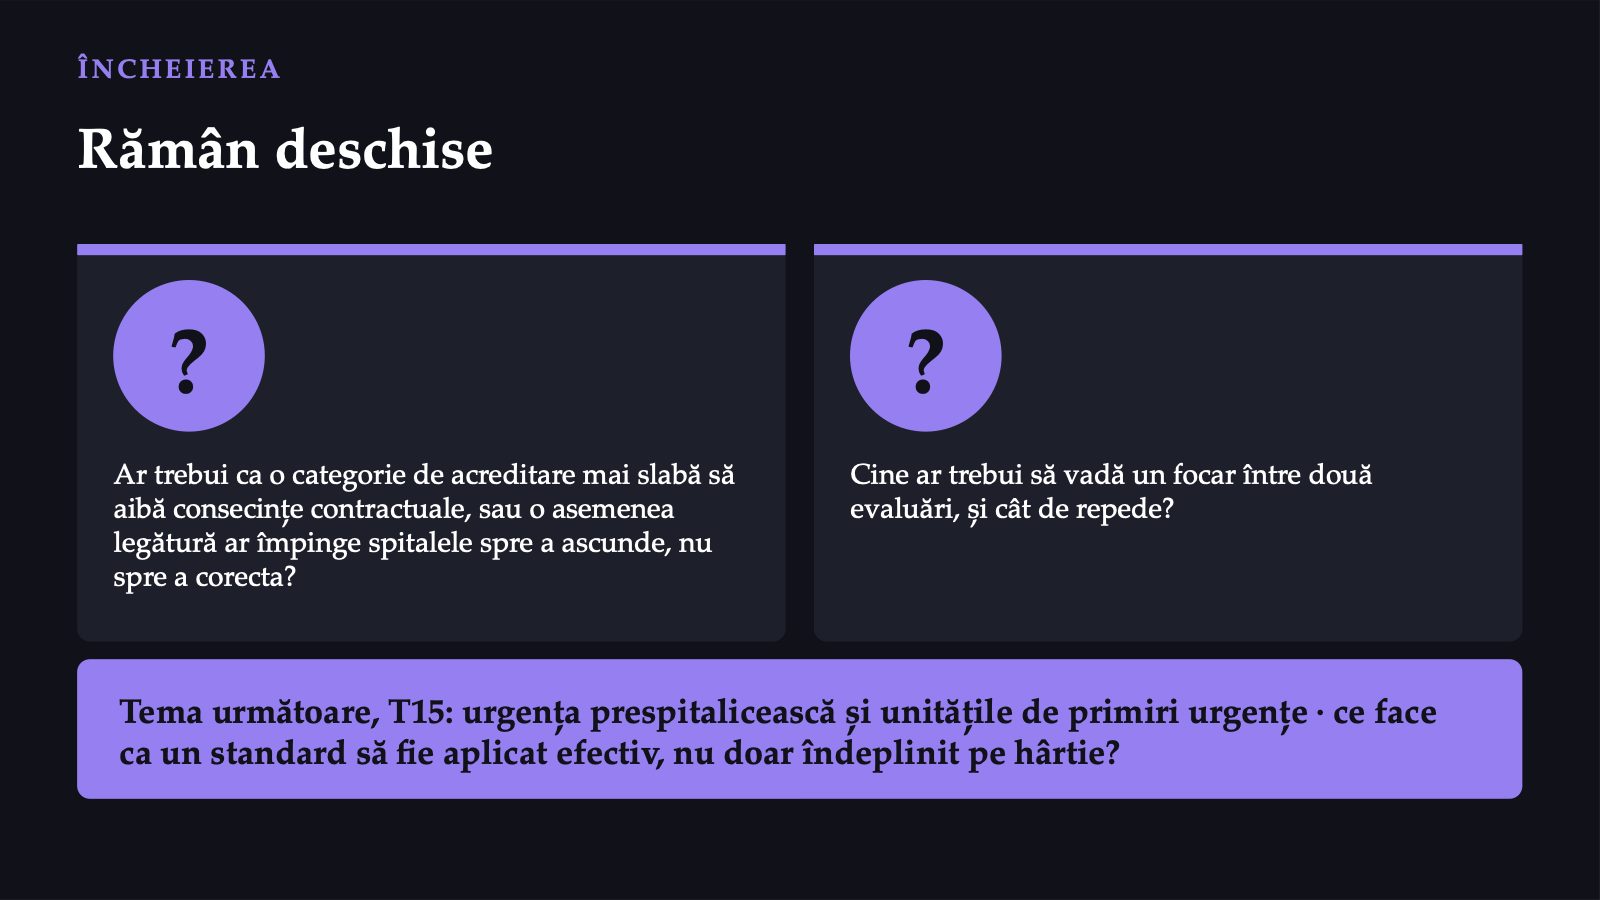 ÎNCHEIEREA
Rămân deschise
?
Ar trebui ca o categorie de acreditare mai slabă să
aibă consecințe contractuale, sau o asemenea
legătură ar împinge spitalele spre a ascunde, nu
spre a corecta?
?
Cine ar trebui să vadă un focar între două
evaluări, și cât de repede?
Tema următoare, T15: urgența prespitalicească și unitățile de primiri urgențe · ce face
ca un standard să fie aplicat efectiv, nu doar îndeplinit pe hârtie?